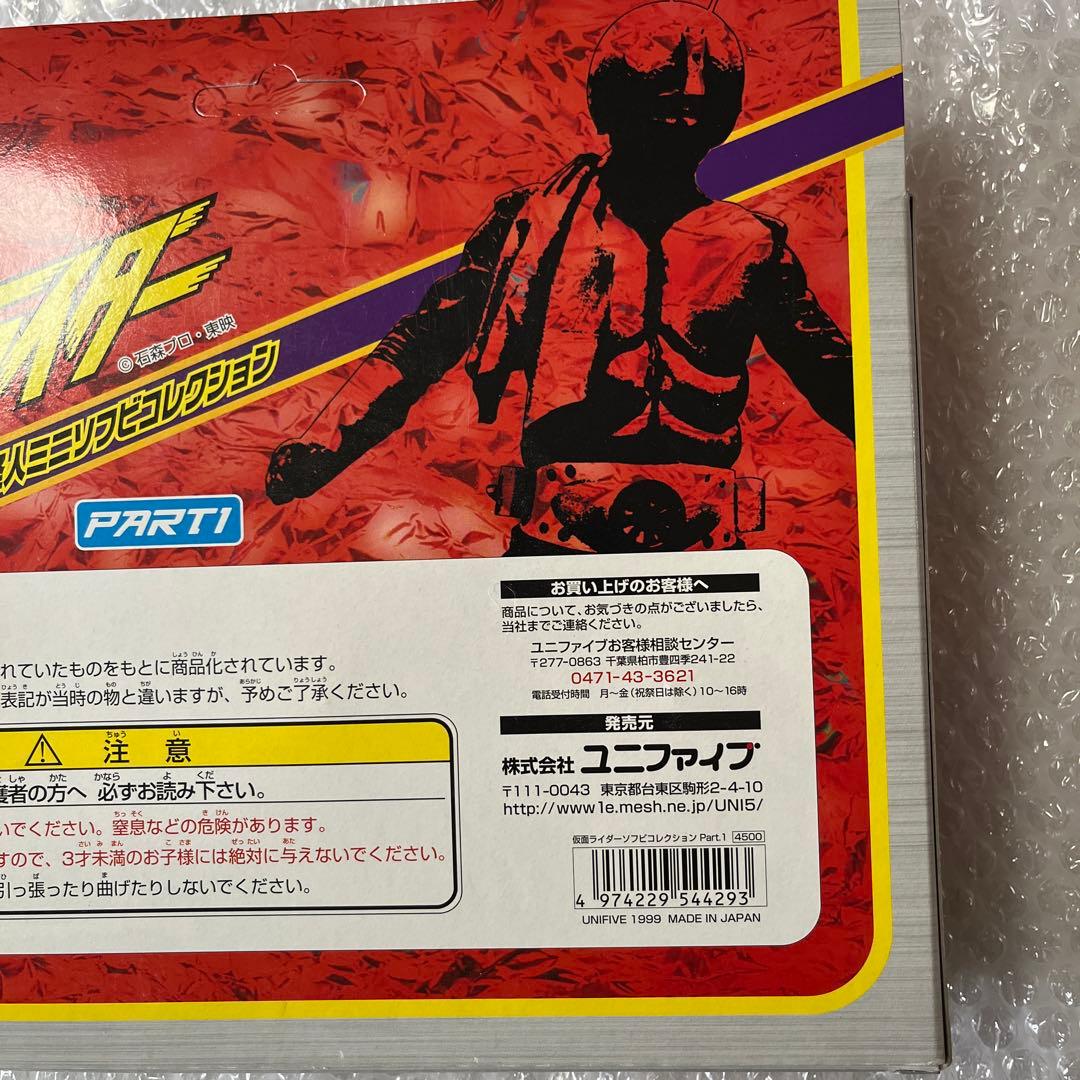 イダー
©石森プロ・東映
怪人ミニソフビコレクション
PART1
れていたものをもとに商品化されています。
表記が当時の物と違いますが、予めご了承ください。
注意
護者の方へ 必ずお読み下さい。
いでください。窒息などの危険があります。
すので、3才未満のお子様には絶対に与えないでください。
引っ張ったり曲げたりしないでください。
お買い上げのお客様へ
商品について、お気づきの点がございましたら、
当社までご連絡ください。
ユニファイブお客様相談センター
〒277-0863 千葉県柏市豊四季241-22
0471-43-3621
電話受付時間 月〜金(祝祭日は除く)10〜16時
発売元
株式会社 ユニファイブ
〒111-0043 東京都台東区駒形2-4-10
http://www1e.mesh.ne.jp/UNI5/
仮面ライダーソフビコレクション Part.1 4500
4 974229 544293
UNIFIVE 1999 MADE IN JAPAN